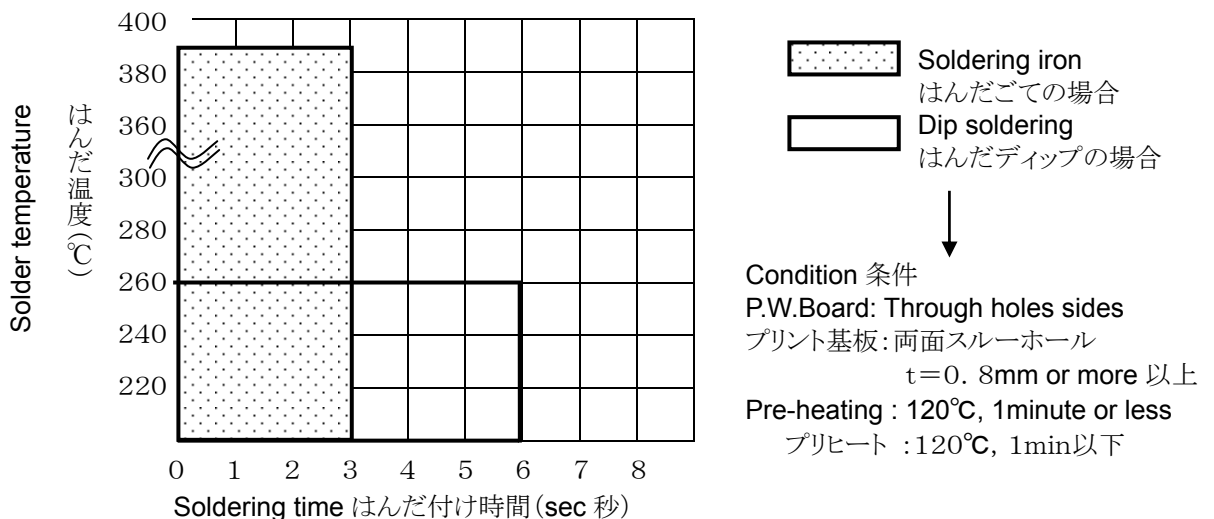 Solder temperature
はんだ温度(℃)
400
380
360
300
280
260
240
220
0 1 2 3 4 5 6 7 8
Soldering time はんだ付け時間(sec 秒)
Soldering iron
はんだごての場合
Dip soldering
はんだディップの場合
Condition 条件
P.W.Board: Through holes sides
プリント基板:両面スルーホール
t=0. 8mm or more 以上
Pre-heating : 120℃, 1minute or less
プリヒート :120℃, 1min以下